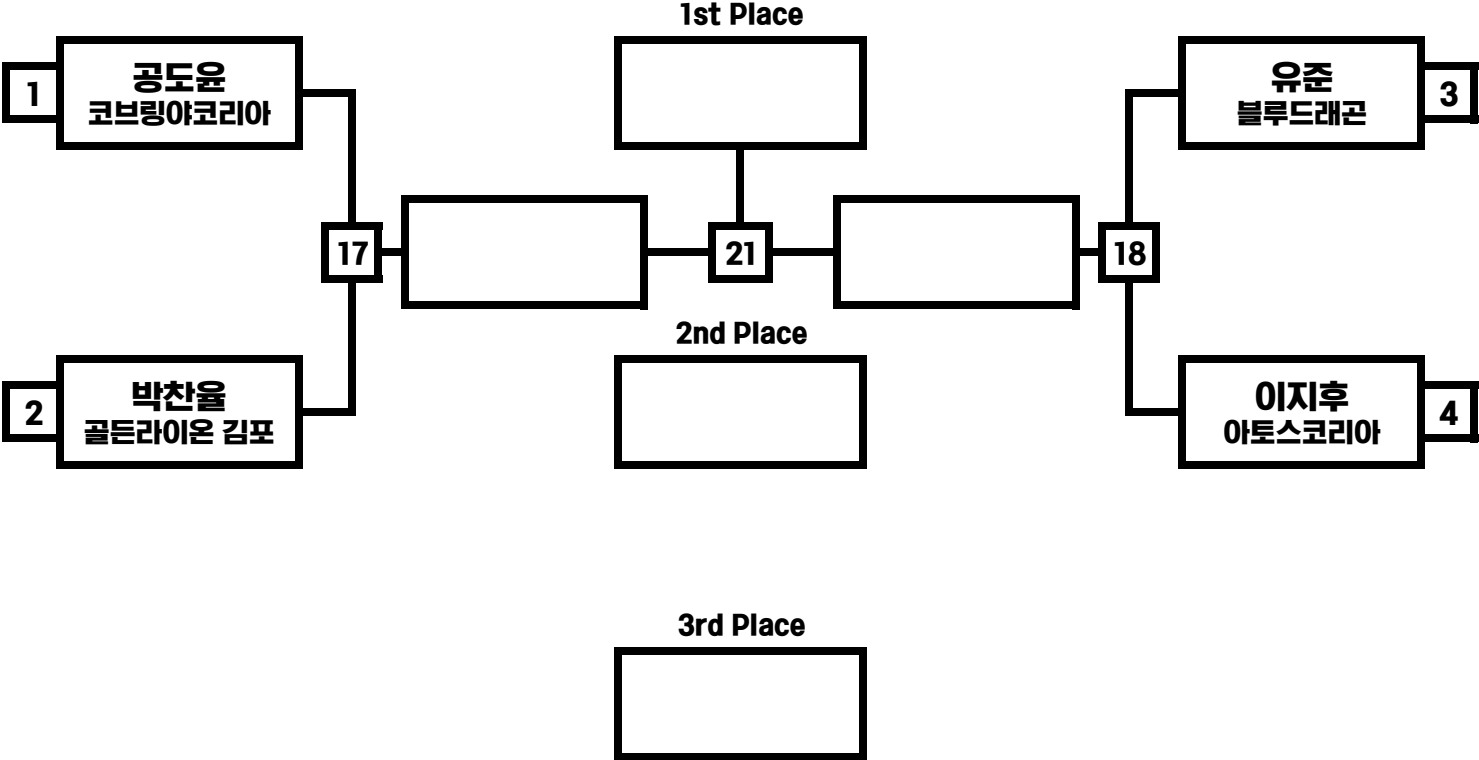 1st Place
1
공도윤
코브링야코리아
유준
블루드래곤
3
17
21
18
2nd Place
2
박찬율
골든라이온 김포
이지후
아토스코리아
4
3rd Place